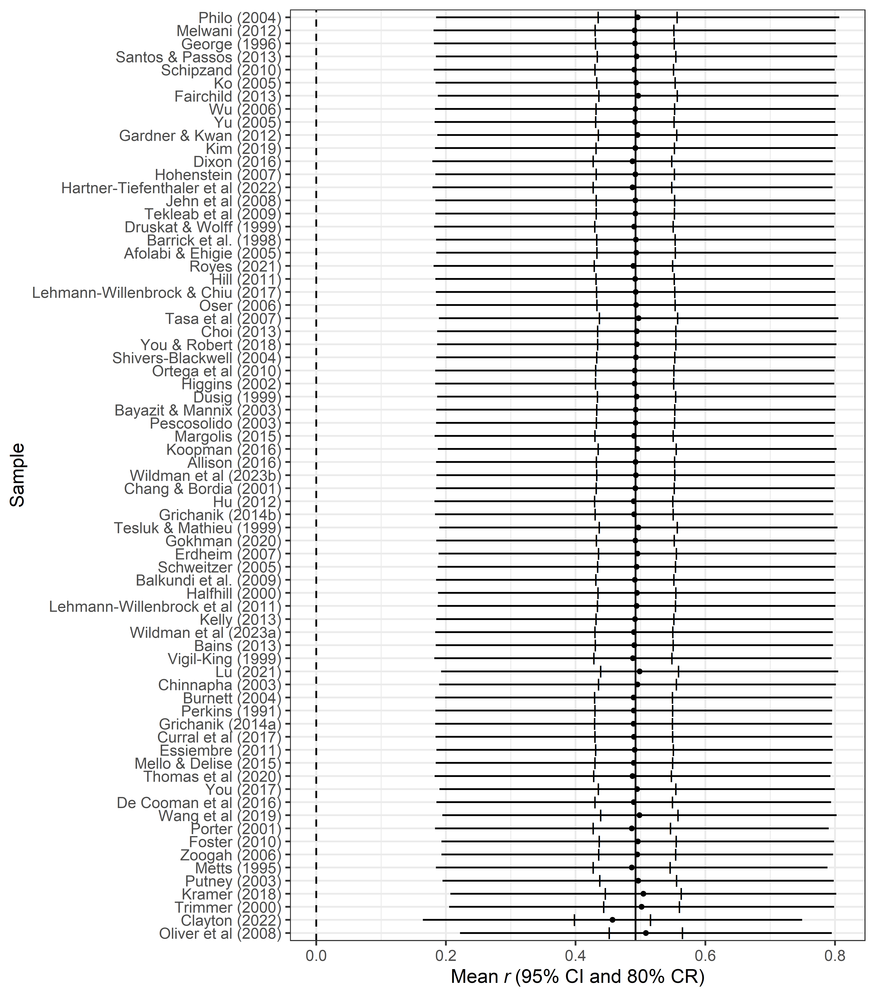 Philo (2004)
Melwani (2012)
George (1996)
Santos & Passos (2013)
Schipzand (2010)
Ko (2005)
Fairchild (2013)
Wu (2006)
Yu (2005)
Gardner & Kwan (2012)
Kim (2019)
Dixon (2016)
Hohenstein (2007)
Hartner-Tiefenthaler et al (2022)
Jehn et al (2008)
Tekleab et al (2009)
Druskat & Wolff (1999)
Barrick et al. (1998)
Afolabi & Ehigie (2005)
Royes (2021)
Hill (2011)
Lehmann-Willenbrock & Chiu (2017)
Oser (2006)
Tasa et al (2007)
Choi (2013)
You & Robert (2018)
Shivers-Blackwell (2004)
Ortega et al (2010)
Higgins (2002)
Dusig (1999)
Bayazit & Mannix (2003)
Pescosolido (2003)
Margolis (2015)
Koopman (2016)
Allison (2016)
Wildman et al (2023b)
Chang & Bordia (2001)
Hu (2012)
Grichanik (2014b)
Tesluk & Mathieu (1999)
Gokhman (2020)
Erdheim (2007)
Schweitzer (2005)
Balkundi et al. (2009)
Halfhill (2000)
Lehmann-Willenbrock et al (2011)
Kelly (2013)
Wildman et al (2023a)
Bains (2013)
Vigil-King (1999)
Lu (2021)
Chinnapha (2003)
Burnett (2004)
Perkins (1991)
Grichanik (2014a)
Curral et al (2017)
Essiembre (2011)
Mello & Delise (2015)
Thomas et al (2020)
You (2017)
De Cooman et al (2016)
Wang et al (2019)
Porter (2001)
Foster (2010)
Zoogah (2006)
Metts (1995)
Putney (2003)
Kramer (2018)
Trimmer (2000)
Clayton (2022)
Oliver et al (2008)
Sample
0.0 0.2 0.4 0.6 0.8
Mean r (95% CI and 80% CR)